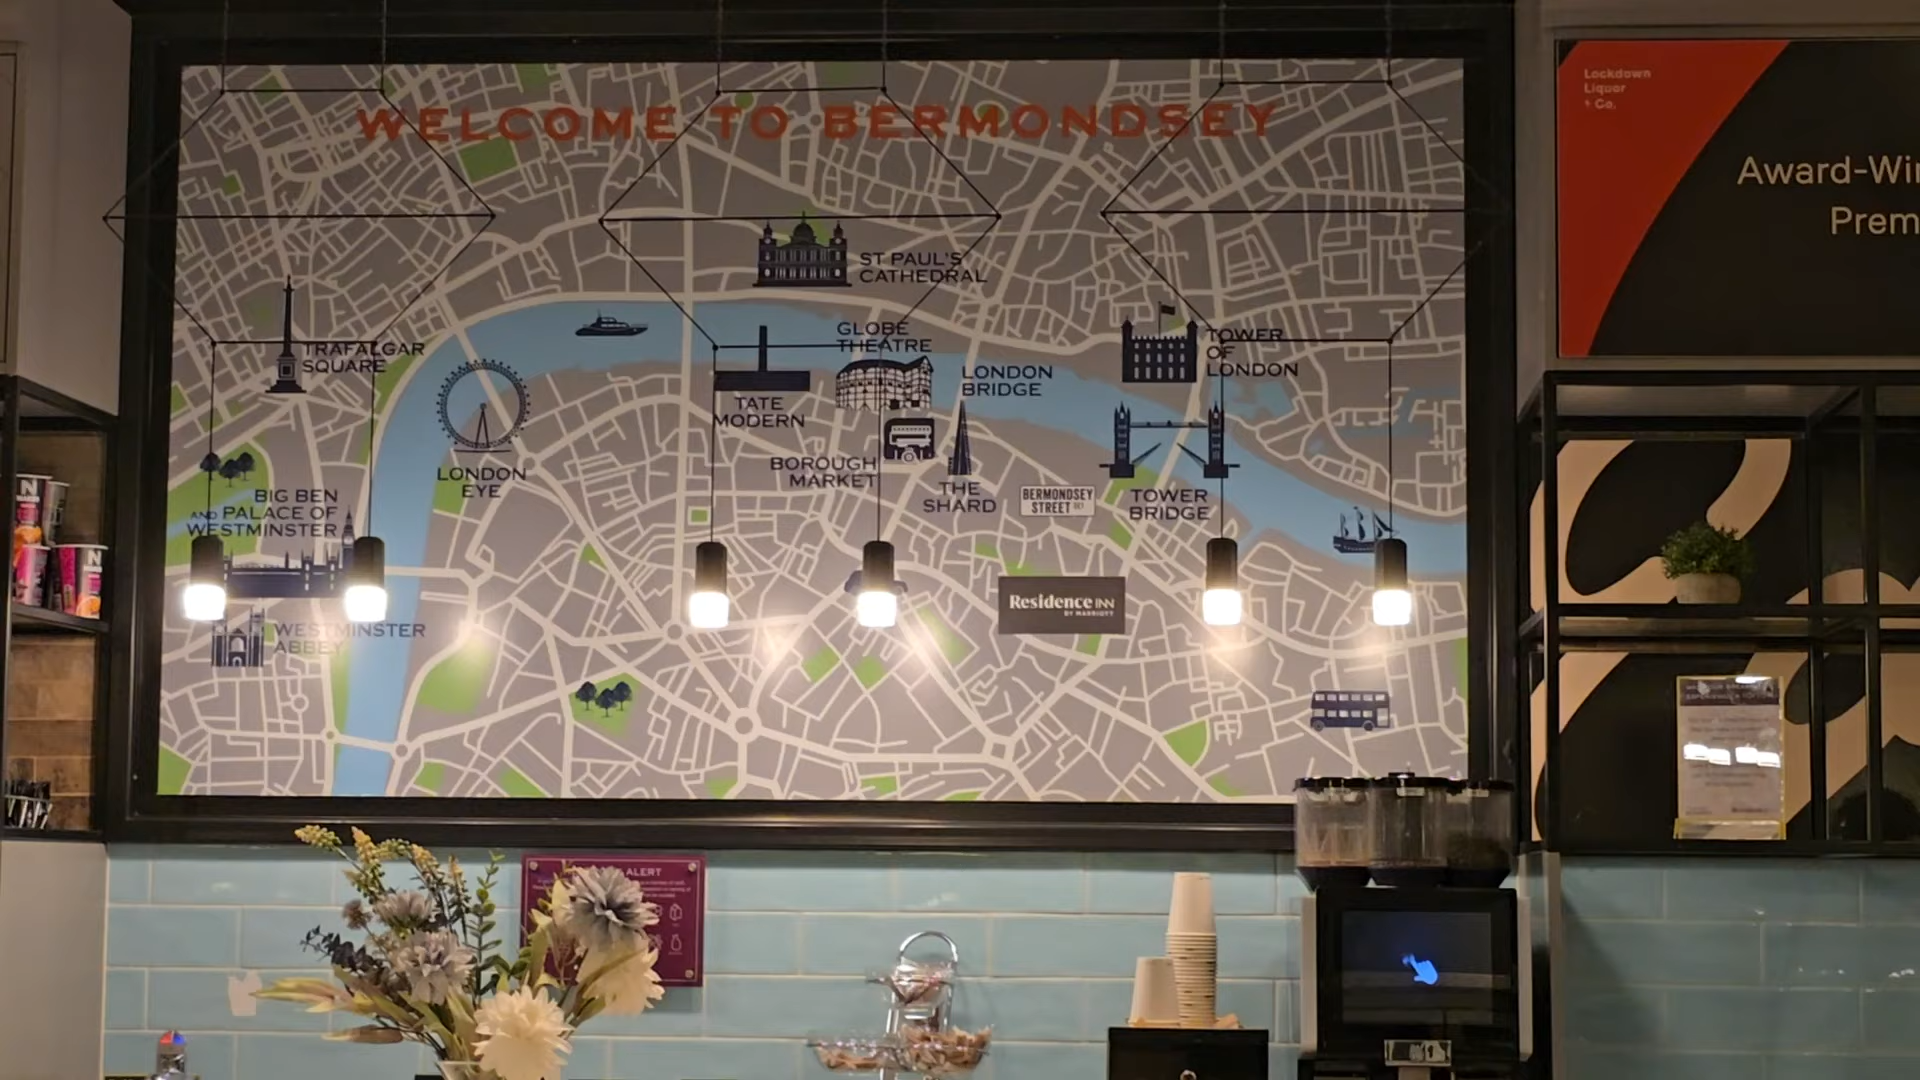 WELCOME TO BERMONDSEY
ST PAUL'S
CATHEDRAL
TRAFALGAR
SQUARE
GLOBE
THEATRE
LONDON
BRIDGE
TOWER
OF
LONDON
TATE
MODERN
LONDON
EYE
BOROUGH
MARKET
THE
SHARD
BERMONDSEY
STREET SE1
TOWER
BRIDGE
BIG BEN
AND PALACE OF
WESTMINSTER
WESTMINSTER
ABBEY
Residence INN
BY MARRIOTT
Lockdown
Liquor
+ Co.
Award-Wi
Prem
N
N
ALERT